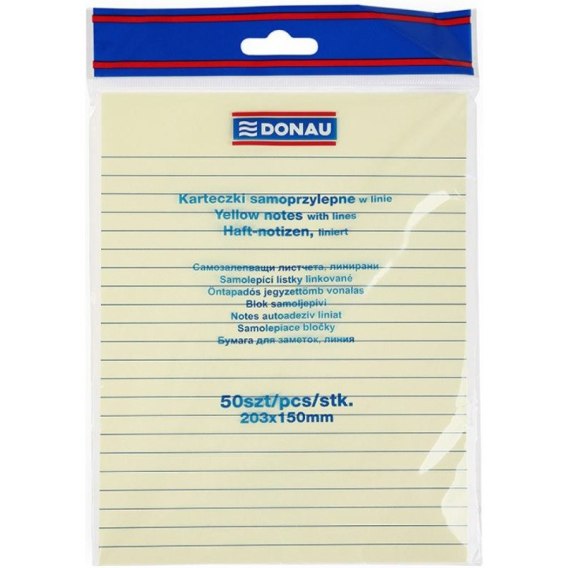 DONAU
Karteczki samoprzylepne w linie
Yellow notes with lines
Haft-notizen, liniert
Самозалепващи листчета, линирани
Samolepící lístky linkované
Öntapadós jegyzettömb vonalas
Blok samoljepivi
Notes autoadeziv liniat
Samolepiace bločky
Бумага для заметок, линия
50szt/pcs/stk.
203x150mm